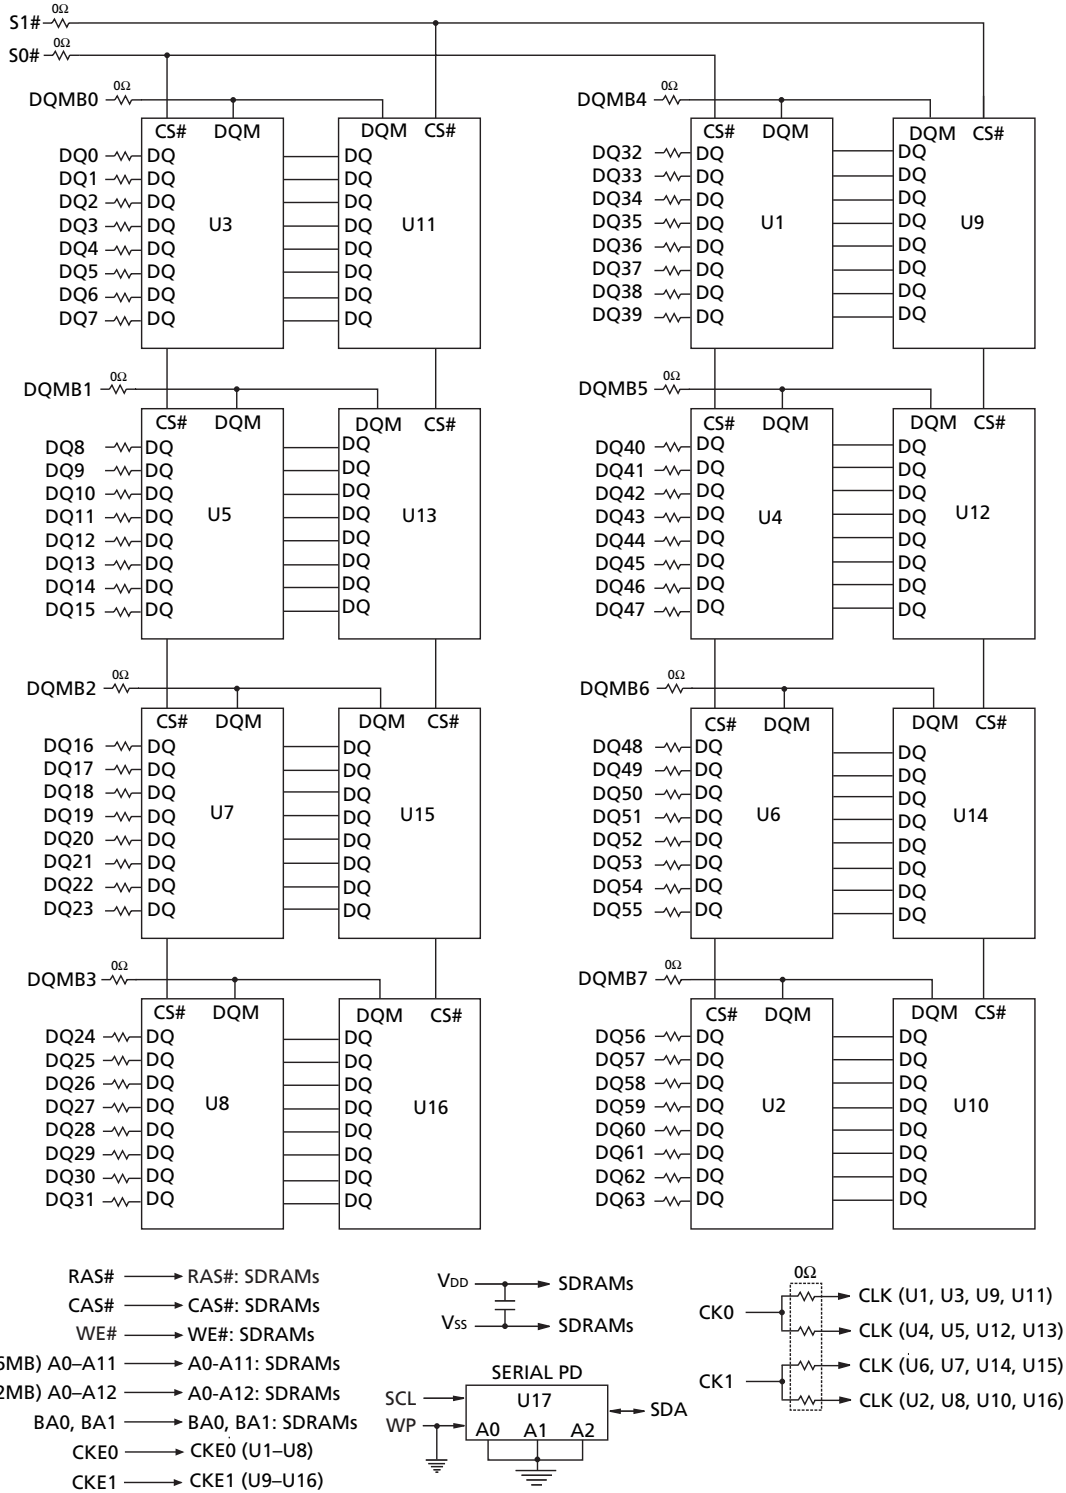 S1# 0Ω
S0# 0Ω
DQMB0 0Ω
CS# DQM
DQM CS#
DQ0 DQ DQ
DQ1 DQ DQ
DQ2 DQ DQ
DQ3 DQ DQ
U3 U11
DQ4 DQ DQ
DQ5 DQ DQ
DQ6 DQ DQ
DQ7 DQ DQ
DQMB4 0Ω
CS# DQM
DQM CS#
DQ32 DQ DQ
DQ33 DQ DQ
DQ34 DQ DQ
DQ35 DQ DQ
U1 U9
DQ36 DQ DQ
DQ37 DQ DQ
DQ38 DQ DQ
DQ39 DQ DQ
DQMB1 0Ω
CS# DQM
DQM CS#
DQ8 DQ DQ
DQ9 DQ DQ
DQ10 DQ DQ
DQ11 DQ DQ
U5 U13
DQ12 DQ DQ
DQ13 DQ DQ
DQ14 DQ DQ
DQ15 DQ DQ
DQMB5 0Ω
CS# DQM
DQM CS#
DQ40 DQ DQ
DQ41 DQ DQ
DQ42 DQ DQ
DQ43 DQ DQ
U4 U12
DQ44 DQ DQ
DQ45 DQ DQ
DQ46 DQ DQ
DQ47 DQ DQ
DQMB2 0Ω
CS# DQM
DQM CS#
DQ16 DQ DQ
DQ17 DQ DQ
DQ18 DQ DQ
DQ19 DQ DQ
U7 U15
DQ20 DQ DQ
DQ21 DQ DQ
DQ22 DQ DQ
DQ23 DQ DQ
DQMB6 0Ω
CS# DQM
DQM CS#
DQ48 DQ DQ
DQ49 DQ DQ
DQ50 DQ DQ
DQ51 DQ DQ
U6 U14
DQ52 DQ DQ
DQ53 DQ DQ
DQ54 DQ DQ
DQ55 DQ DQ
DQMB3 0Ω
CS# DQM
DQM CS#
DQ24 DQ DQ
DQ25 DQ DQ
DQ26 DQ DQ
DQ27 DQ DQ
U8 U16
DQ28 DQ DQ
DQ29 DQ DQ
DQ30 DQ DQ
DQ31 DQ DQ
DQMB7 0Ω
CS# DQM
DQM CS#
DQ56 DQ DQ
DQ57 DQ DQ
DQ58 DQ DQ
DQ59 DQ DQ
U2 U10
DQ60 DQ DQ
DQ61 DQ DQ
DQ62 DQ DQ
DQ63 DQ DQ
RAS# RAS#: SDRAMs
CAS# CAS#: SDRAMs
WE# WE#: SDRAMs
A0–A11 A0-A11: SDRAMs
A0–A12 A0-A12: SDRAMs
BA0, BA1 BA0, BA1: SDRAMs
CKE0 CKE0 (U1–U8)
CKE1 CKE1 (U9–U16)
VDD SDRAMs
VSS SDRAMs
SERIAL PD
SCL U17 SDA
WP A0 A1 A2
0Ω
CK0
CLK (U1, U3, U9, U11)
CLK (U4, U5, U12, U13)
CK1
CLK (U6, U7, U14, U15)
CLK (U2, U8, U10, U16)